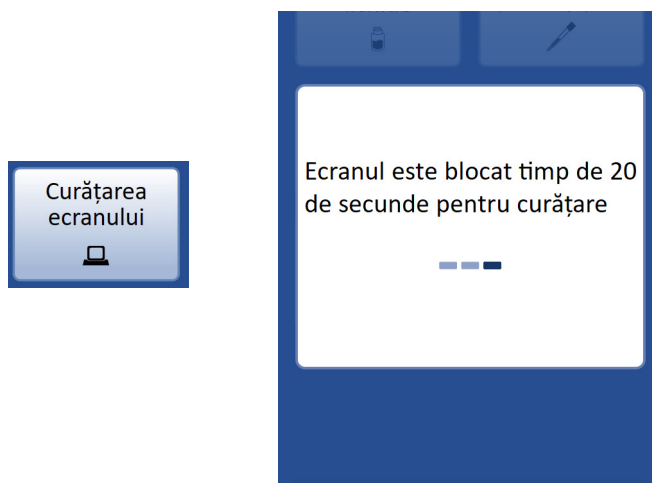 Curățarea
ecranului
Ecranul este blocat timp de 20
de secunde pentru curățare